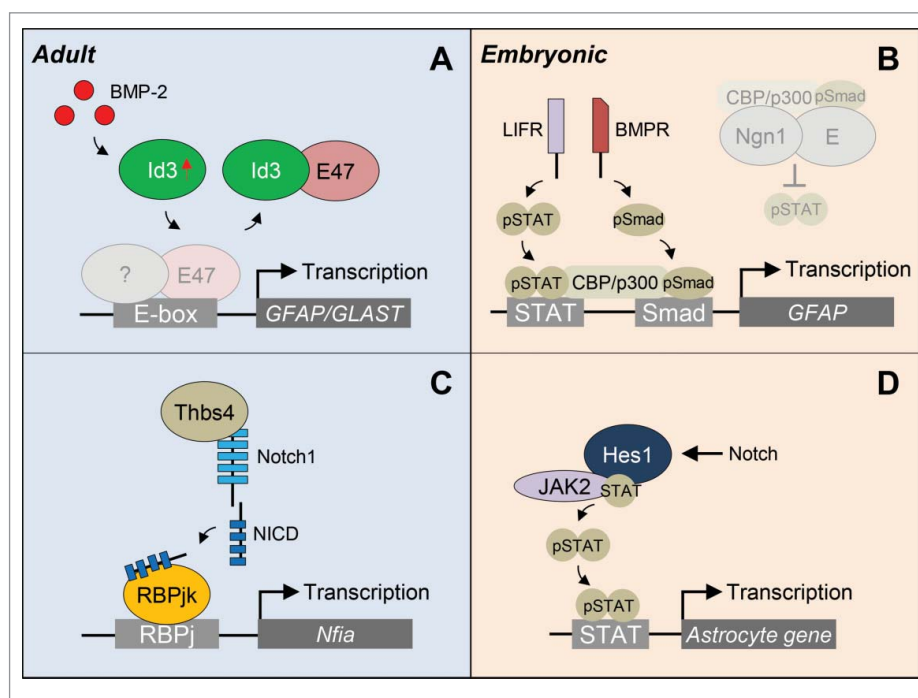 Adult
A
BMP-2
Id3
Id3
E47
?
E47
Transcription
E-box
GFAP/GLAST
Embryonic
B
LIFR
BMPR
CBP/p300
pSmad
Ngn1
E
pSTAT
pSTAT
pSmad
pSTAT
CBP/p300
pSmad
Transcription
STAT
Smad
GFAP
C
Thbs4
Notch1
NICD
RBPjk
Transcription
RBPj
Nfia
D
Hes1
Notch
JAK2
STAT
pSTAT
pSTAT
Transcription
STAT
Astrocyte gene